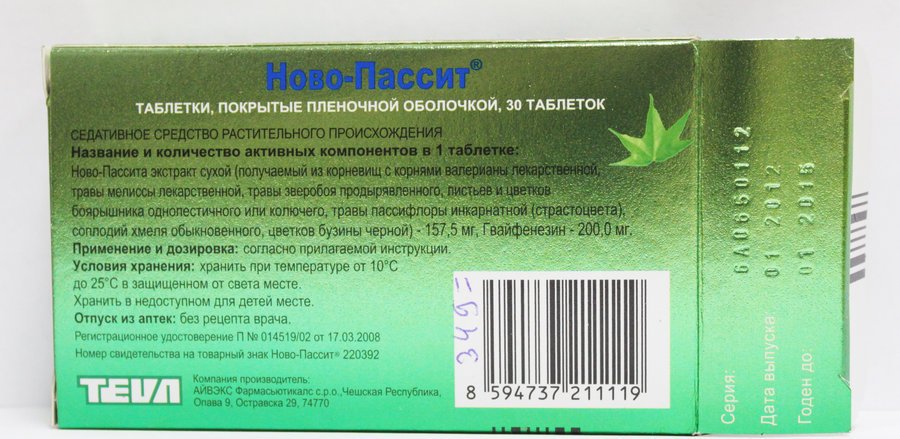 Ново-Пассит®
ТАБЛЕТКИ, ПОКРЫТЫЕ ПЛЕНОЧНОЙ ОБОЛОЧКОЙ, 30 ТАБЛЕТОК
СЕДАТИВНОЕ СРЕДСТВО РАСТИТЕЛЬНОГО ПРОИСХОЖДЕНИЯ
Название и количество активных компонентов в 1 таблетке:
Ново-Пассита экстракт сухой (получаемый из корневищ с корнями валерианы лекарственной,
травы мелиссы лекарственной, травы зверобоя продырявленного, листьев и цветков
боярышника однопестичного или колючего, травы пассифлоры инкарнатной (страстоцвета),
соплодий хмеля обыкновенного, цветков бузины черной) - 157,5 мг, Гвайфенезин - 200,0 мг.
Применение и дозировка: согласно прилагаемой инструкции.
Условия хранения: хранить при температуре от 10°С
до 25°С в защищенном от света месте.
Хранить в недоступном для детей месте.
Отпуск из аптек: без рецепта врача.
Регистрационное удостоверение П № 014519/02 от 17.03.2008
Номер свидетельства на товарный знак Ново-Пассит® 220392
TEVA
Компания производитель:
АЙВЭКС Фармасьютикалс с.р.о.,Чешская Республика,
Опава 9, Остравска 29, 74770
349=
8 594737 211119
Серия: 6A0650112
Дата выпуска: 01 2012
Годен до: 01 2015